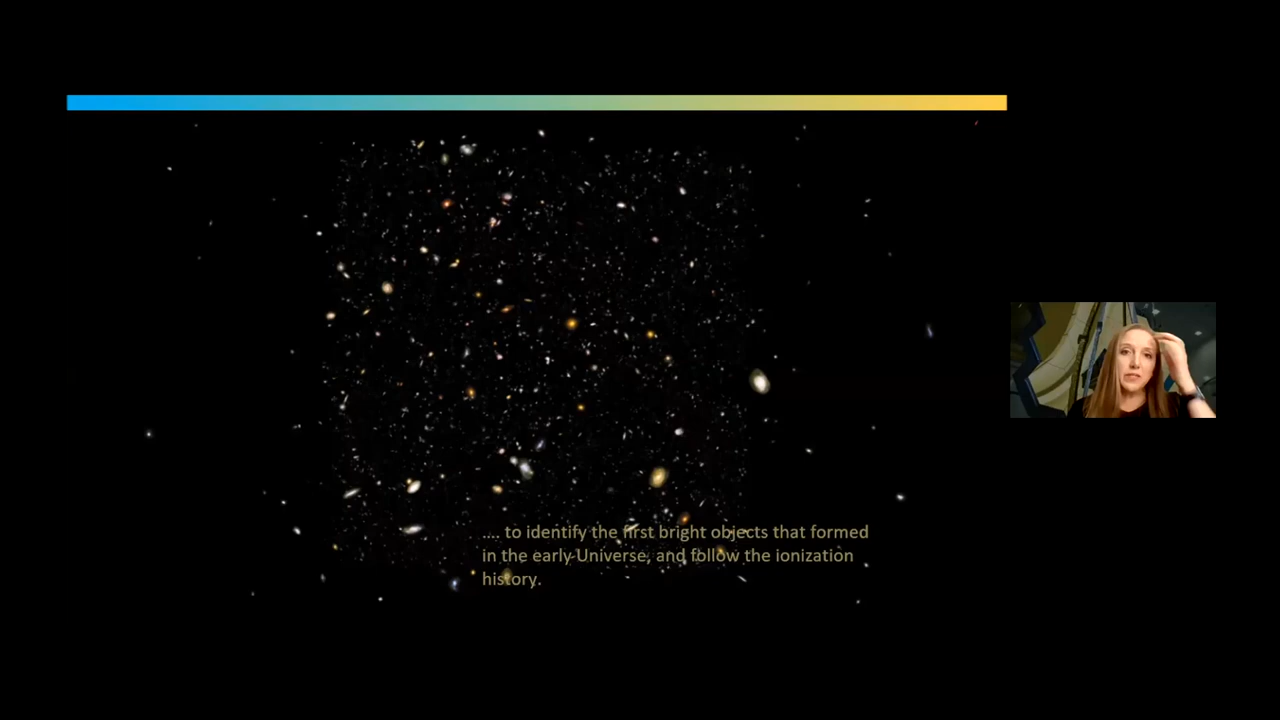 .... to identify the first bright objects that formed
in the early Universe, and follow the ionization
history.